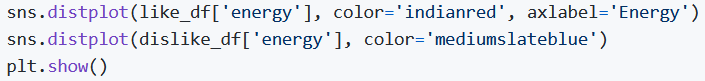 sns.distplot(like_df['energy'], color='indianred', axlabel='Energy')
sns.distplot(dislike_df['energy'], color='mediumslateblue')
plt.show()